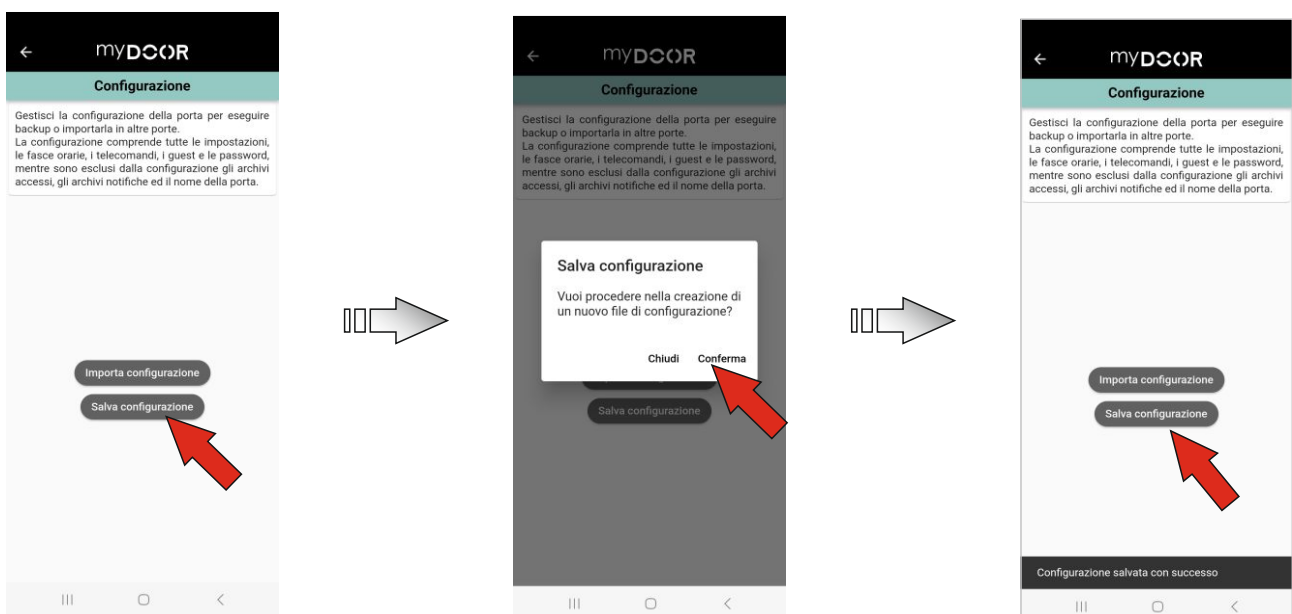 myDOOR
Configurazione
Gestisci la configurazione della porta per eseguire
backup o importarla in altre porte.
La configurazione comprende tutte le impostazioni,
le fasce orarie, i telecomandi, i guest e le password,
mentre sono esclusi dalla configurazione gli archivi
accessi, gli archivi notifiche ed il nome della porta.
Importa configurazione
Salva configurazione
myDOOR
Configurazione
Gestisci la configurazione della porta per eseguire
backup o importarla in altre porte.
La configurazione comprende tutte le impostazioni,
le fasce orarie, i telecomandi, i guest e le password,
mentre sono esclusi dalla configurazione gli archivi
accessi, gli archivi notifiche ed il nome della porta.
Salva configurazione
Vuoi procedere nella creazione di
un nuovo file di configurazione?
Chiudi Conferma
Salva configurazione
myDOOR
Configurazione
Gestisci la configurazione della porta per eseguire
backup o importarla in altre porte.
La configurazione comprende tutte le impostazioni,
le fasce orarie, i telecomandi, i guest e le password,
mentre sono esclusi dalla configurazione gli archivi
accessi, gli archivi notifiche ed il nome della porta.
Importa configurazione
Salva configurazione
Configurazione salvata con successo